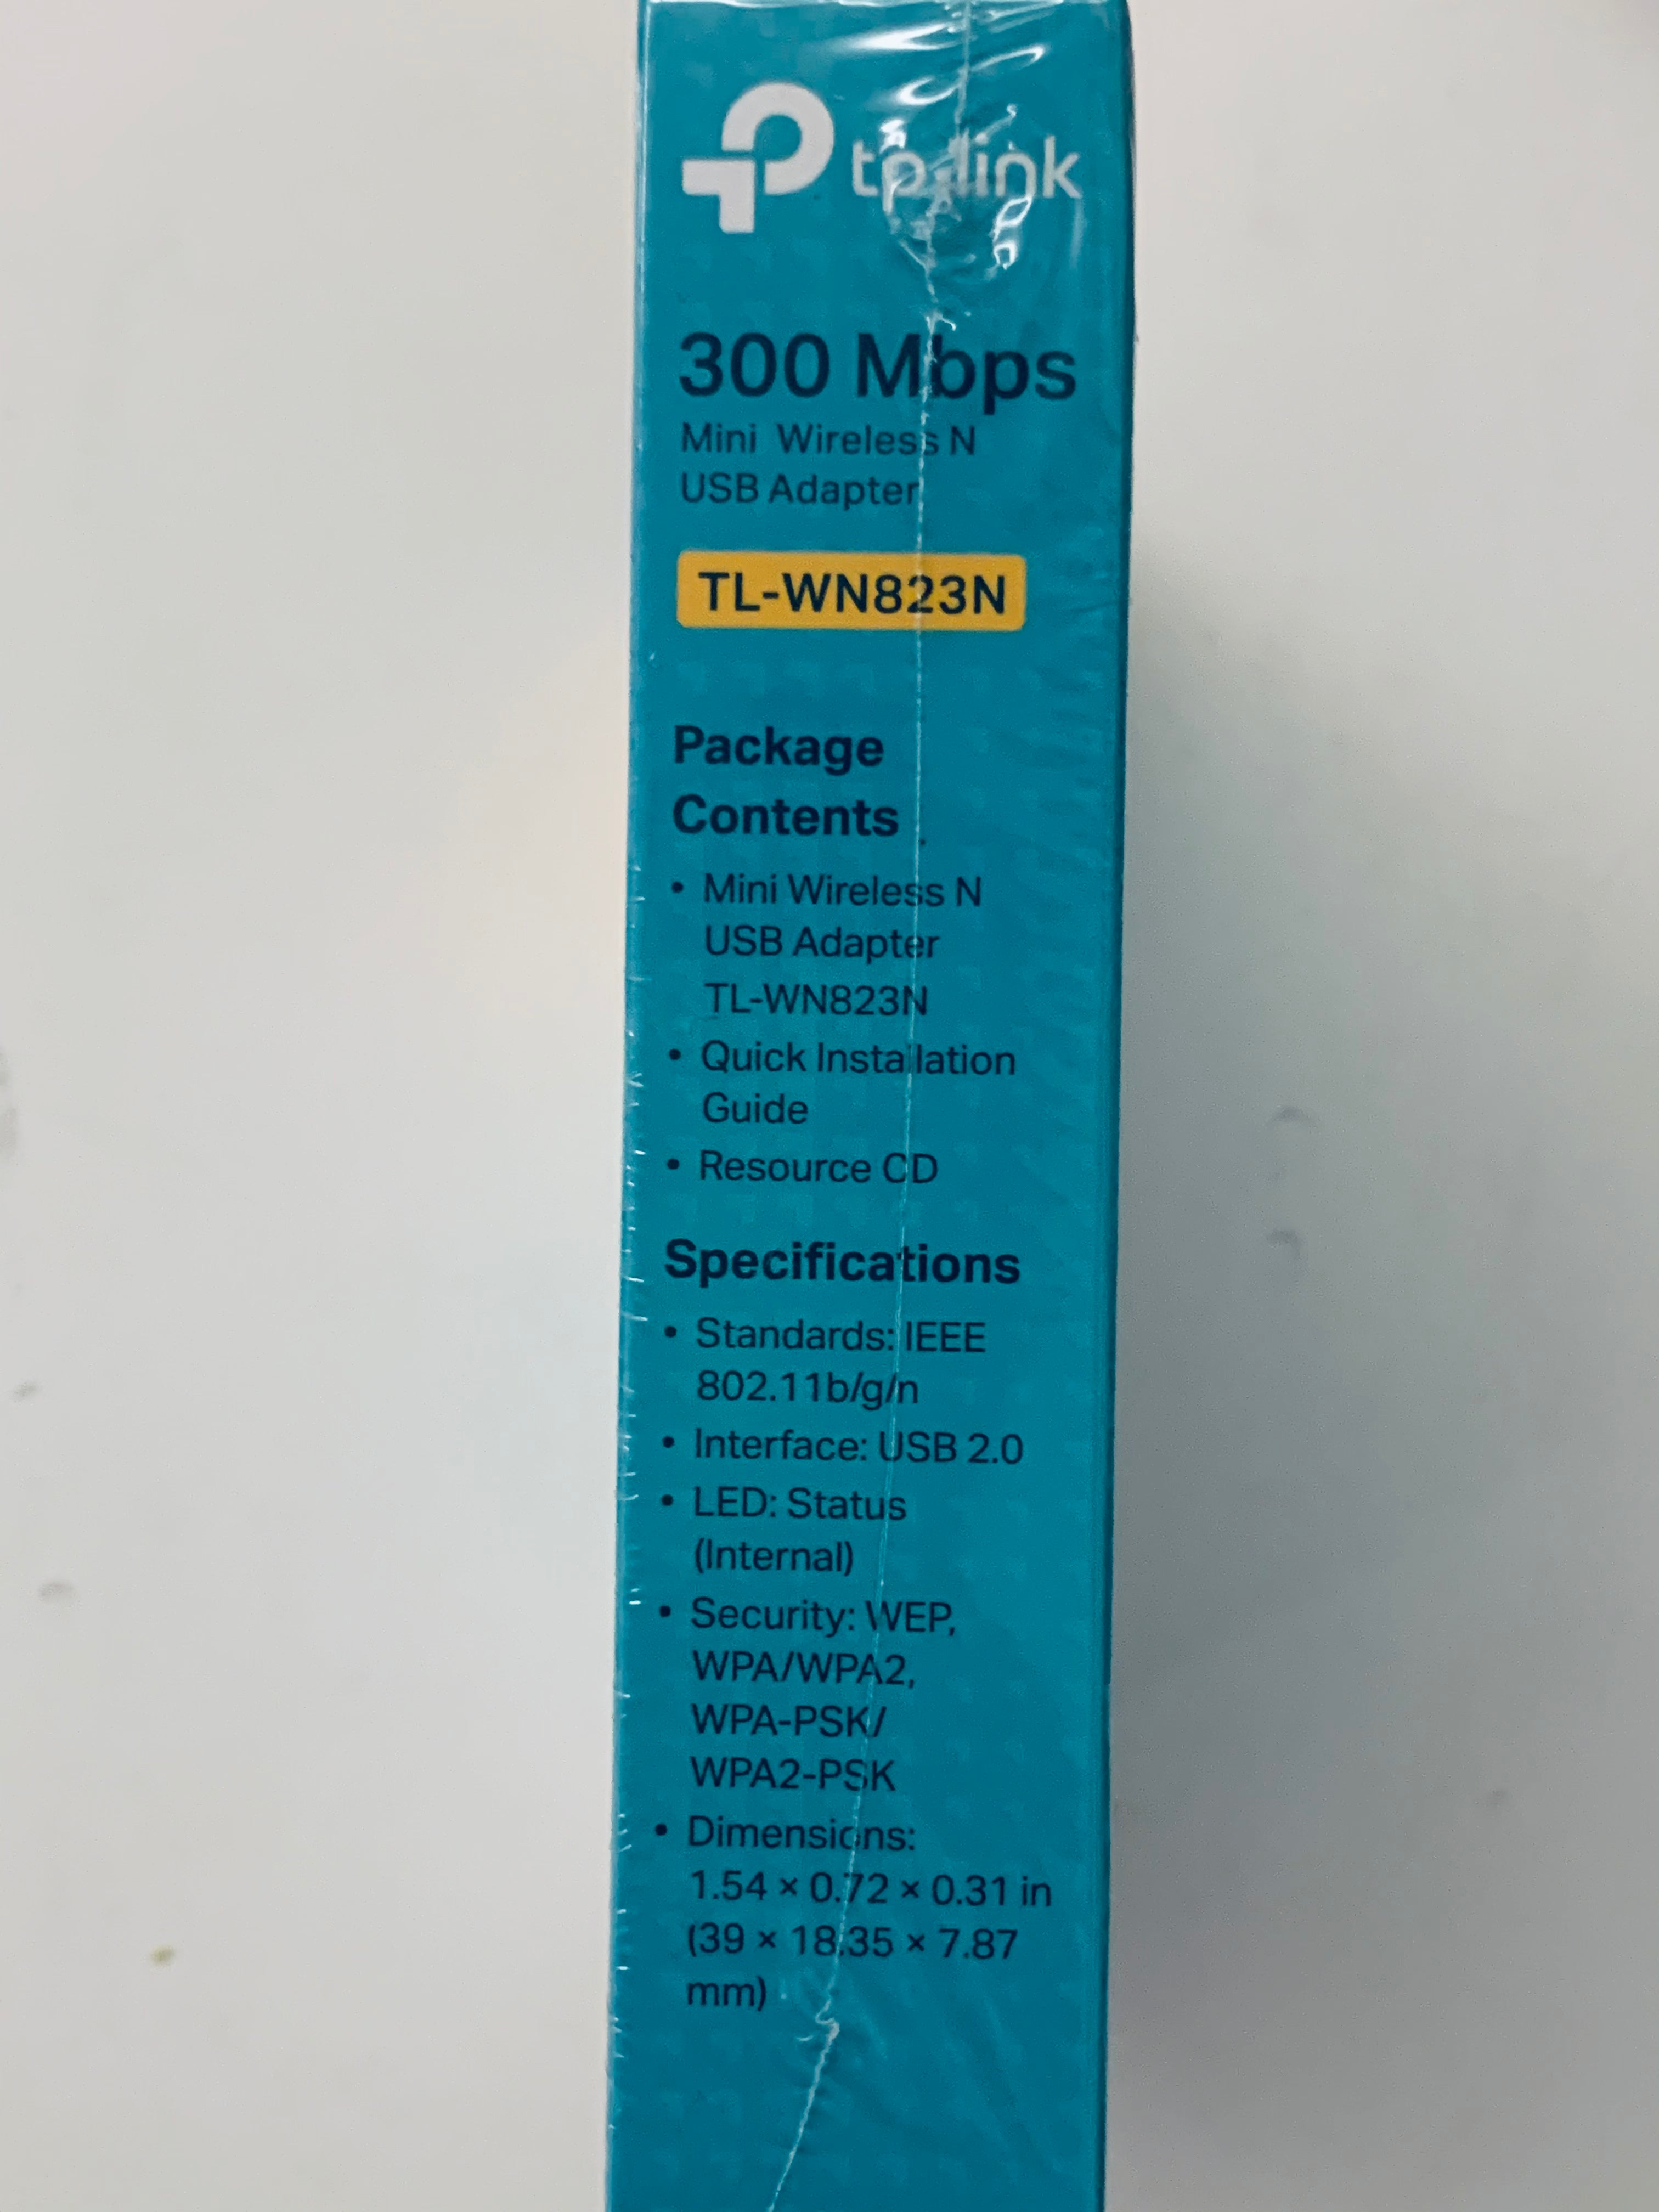 tp-link
300 Mbps
Mini Wireless N
USB Adapter
TL-WN823N
Package
Contents
• Mini Wireless N
USB Adapter
TL-WN823N
• Quick Installation
Guide
• Resource CD
Specifications
• Standards: IEEE
802.11b/g/n
• Interface: USB 2.0
• LED: Status
(Internal)
• Security: WEP,
WPA/WPA2,
WPA-PSK/
WPA2-PSK
• Dimensions:
1.54 × 0.72 × 0.31 in
(39 × 18.35 × 7.87
mm)